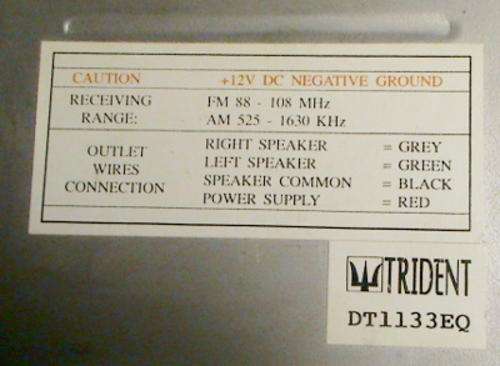 CAUTION +12V DC NEGATIVE GROUND
RECEIVING FM 88 - 108 MHz
RANGE: AM 525 - 1630 KHz
RIGHT SPEAKER = GREY
OUTLET LEFT SPEAKER = GREEN
WIRES SPEAKER COMMON = BLACK
CONNECTION POWER SUPPLY = RED
TRIDENT
DT1133EQ